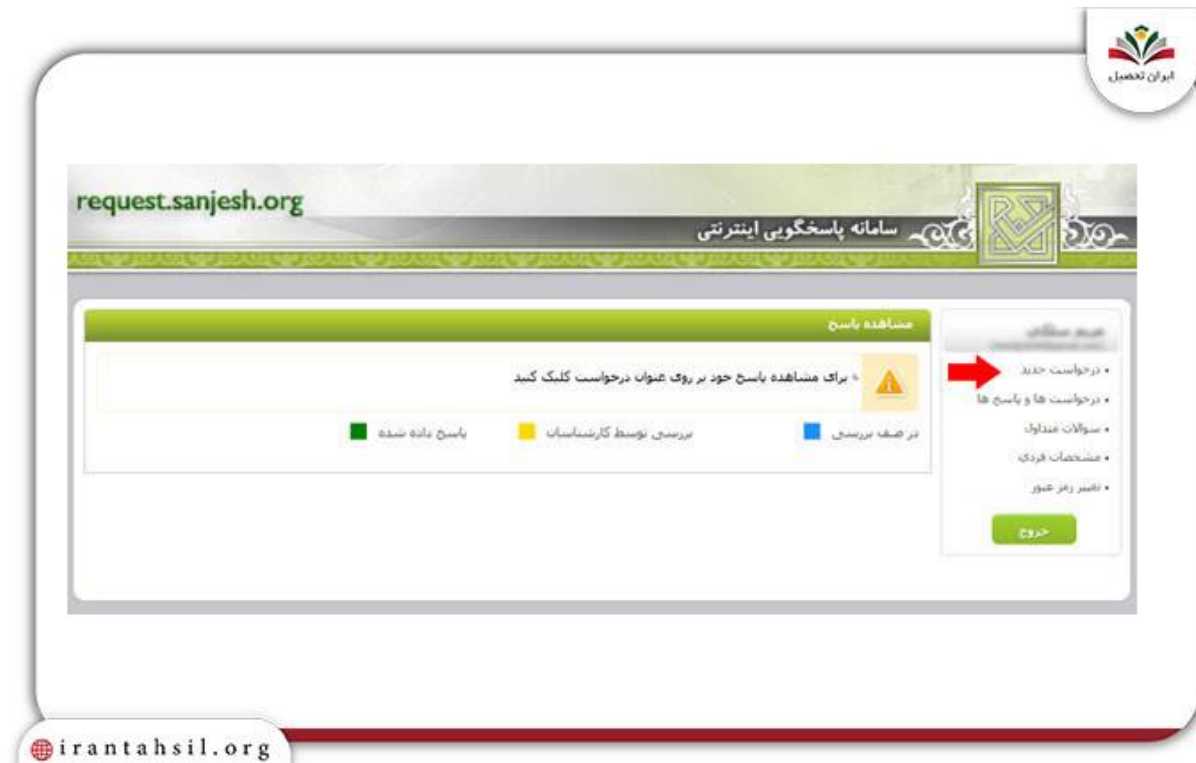 ایران تحصیل
request.sanjesh.org
سامانه پاسخگویی اینترنتی
درخواست جدید
درخواست ها و پاسخ ها
سوالات متداول
مشخصات فردی
تغییر رمز عبور
خروج
مشاهده پاسخ
برای مشاهده پاسخ خود بر روی عنوان درخواست کلیک کنید
در صف بررسی بررسی توسط کارشناسان پاسخ داده شده
irantahsil.org